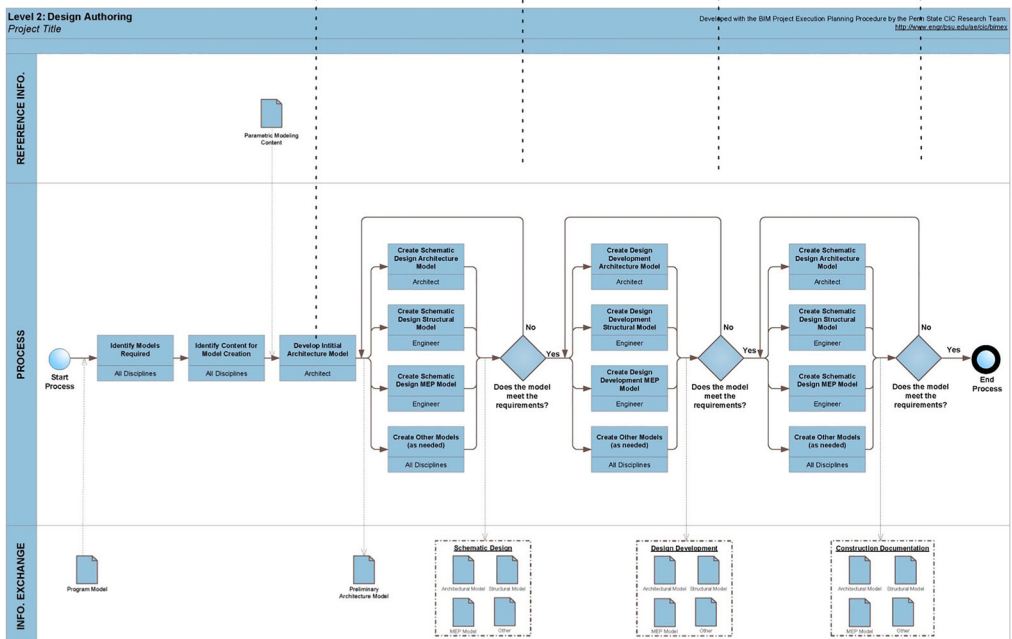 Level 2: Design Authoring
Project Title
Developed with the BIM Project Execution Planning Procedure by the Penn State CIC Research Team.
http://www.engr/psu.edu/ae/cic/bimex
REFERENCE INFO.
Parametric Modeling
Content
PROCESS
Start
Process
Identify Models
Required
All Disciplines
Identify Content for
Model Creation
All Disciplines
Develop Intitial
Architecture Model
Architect
Create Schematic
Design Architecture
Model
Architect
Create Schematic
Design Structural
Model
Engineer
Create Schematic
Design MEP Model
Engineer
Create Other Models
(as needed)
All Disciplines
No
Yes
Does the model
meet the
requirements?
Create Design
Development
Architecture Model
Architect
Create Design
Development
Structural Model
Engineer
Create Design
Development MEP
Model
Engineer
Create Other Models
(as needed)
All Disciplines
No
Yes
Does the model
meet the
requirements?
Create Schematic
Design Architecture
Model
Architect
Create Schematic
Design Structural
Model
Engineer
Create Schematic
Design MEP Model
Engineer
Create Other Models
(as needed)
All Disciplines
No
Yes
Does the model
meet the
requirements?
End
Process
INFO. EXCHANGE
Program Model
Preliminary
Architecture Model
Schematic Design
Architectural Model
Structural Model
MEP Model
Other
Design Development
Architectural Model
Structural Model
MEP Model
Other
Construction Documentation
Architectural Model
Structural Model
MEP Model
Other